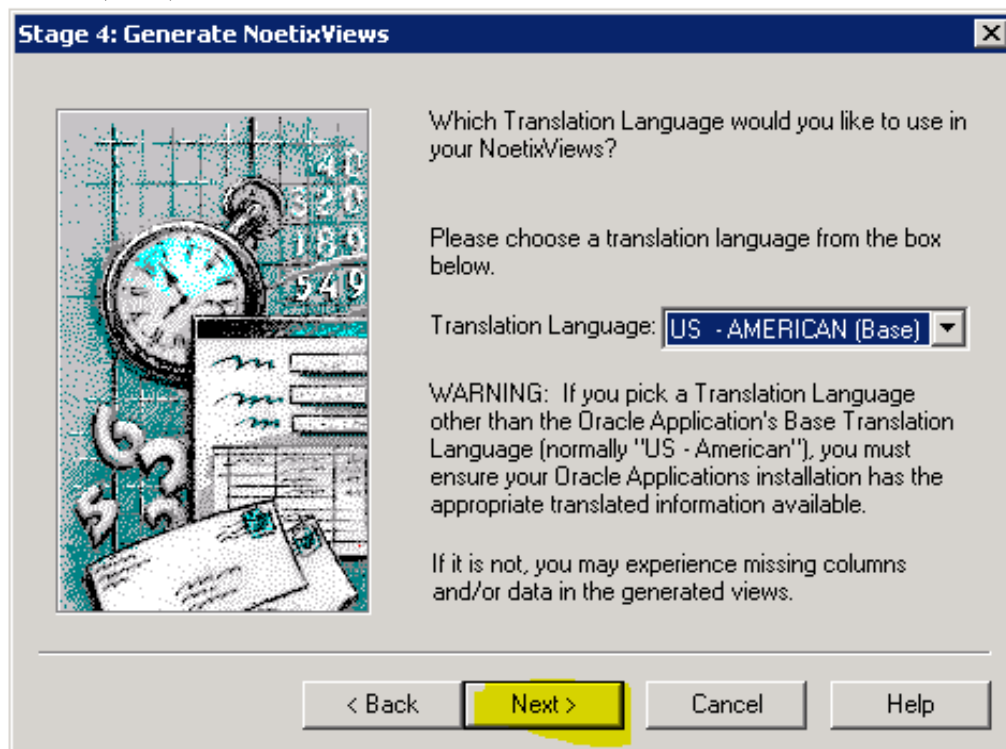 Stage 4: Generate NoetixViews
40
320
189
549
Which Translation Language would you like to use in
your NoetixViews?
Please choose a translation language from the box
below.
Translation Language: US - AMERICAN (Base)
WARNING: If you pick a Translation Language
other than the Oracle Application's Base Translation
Language (normally "US - American"), you must
ensure your Oracle Applications installation has the
appropriate translated information available.
If it is not, you may experience missing columns
and/or data in the generated views.
< Back
Next >
Cancel
Help